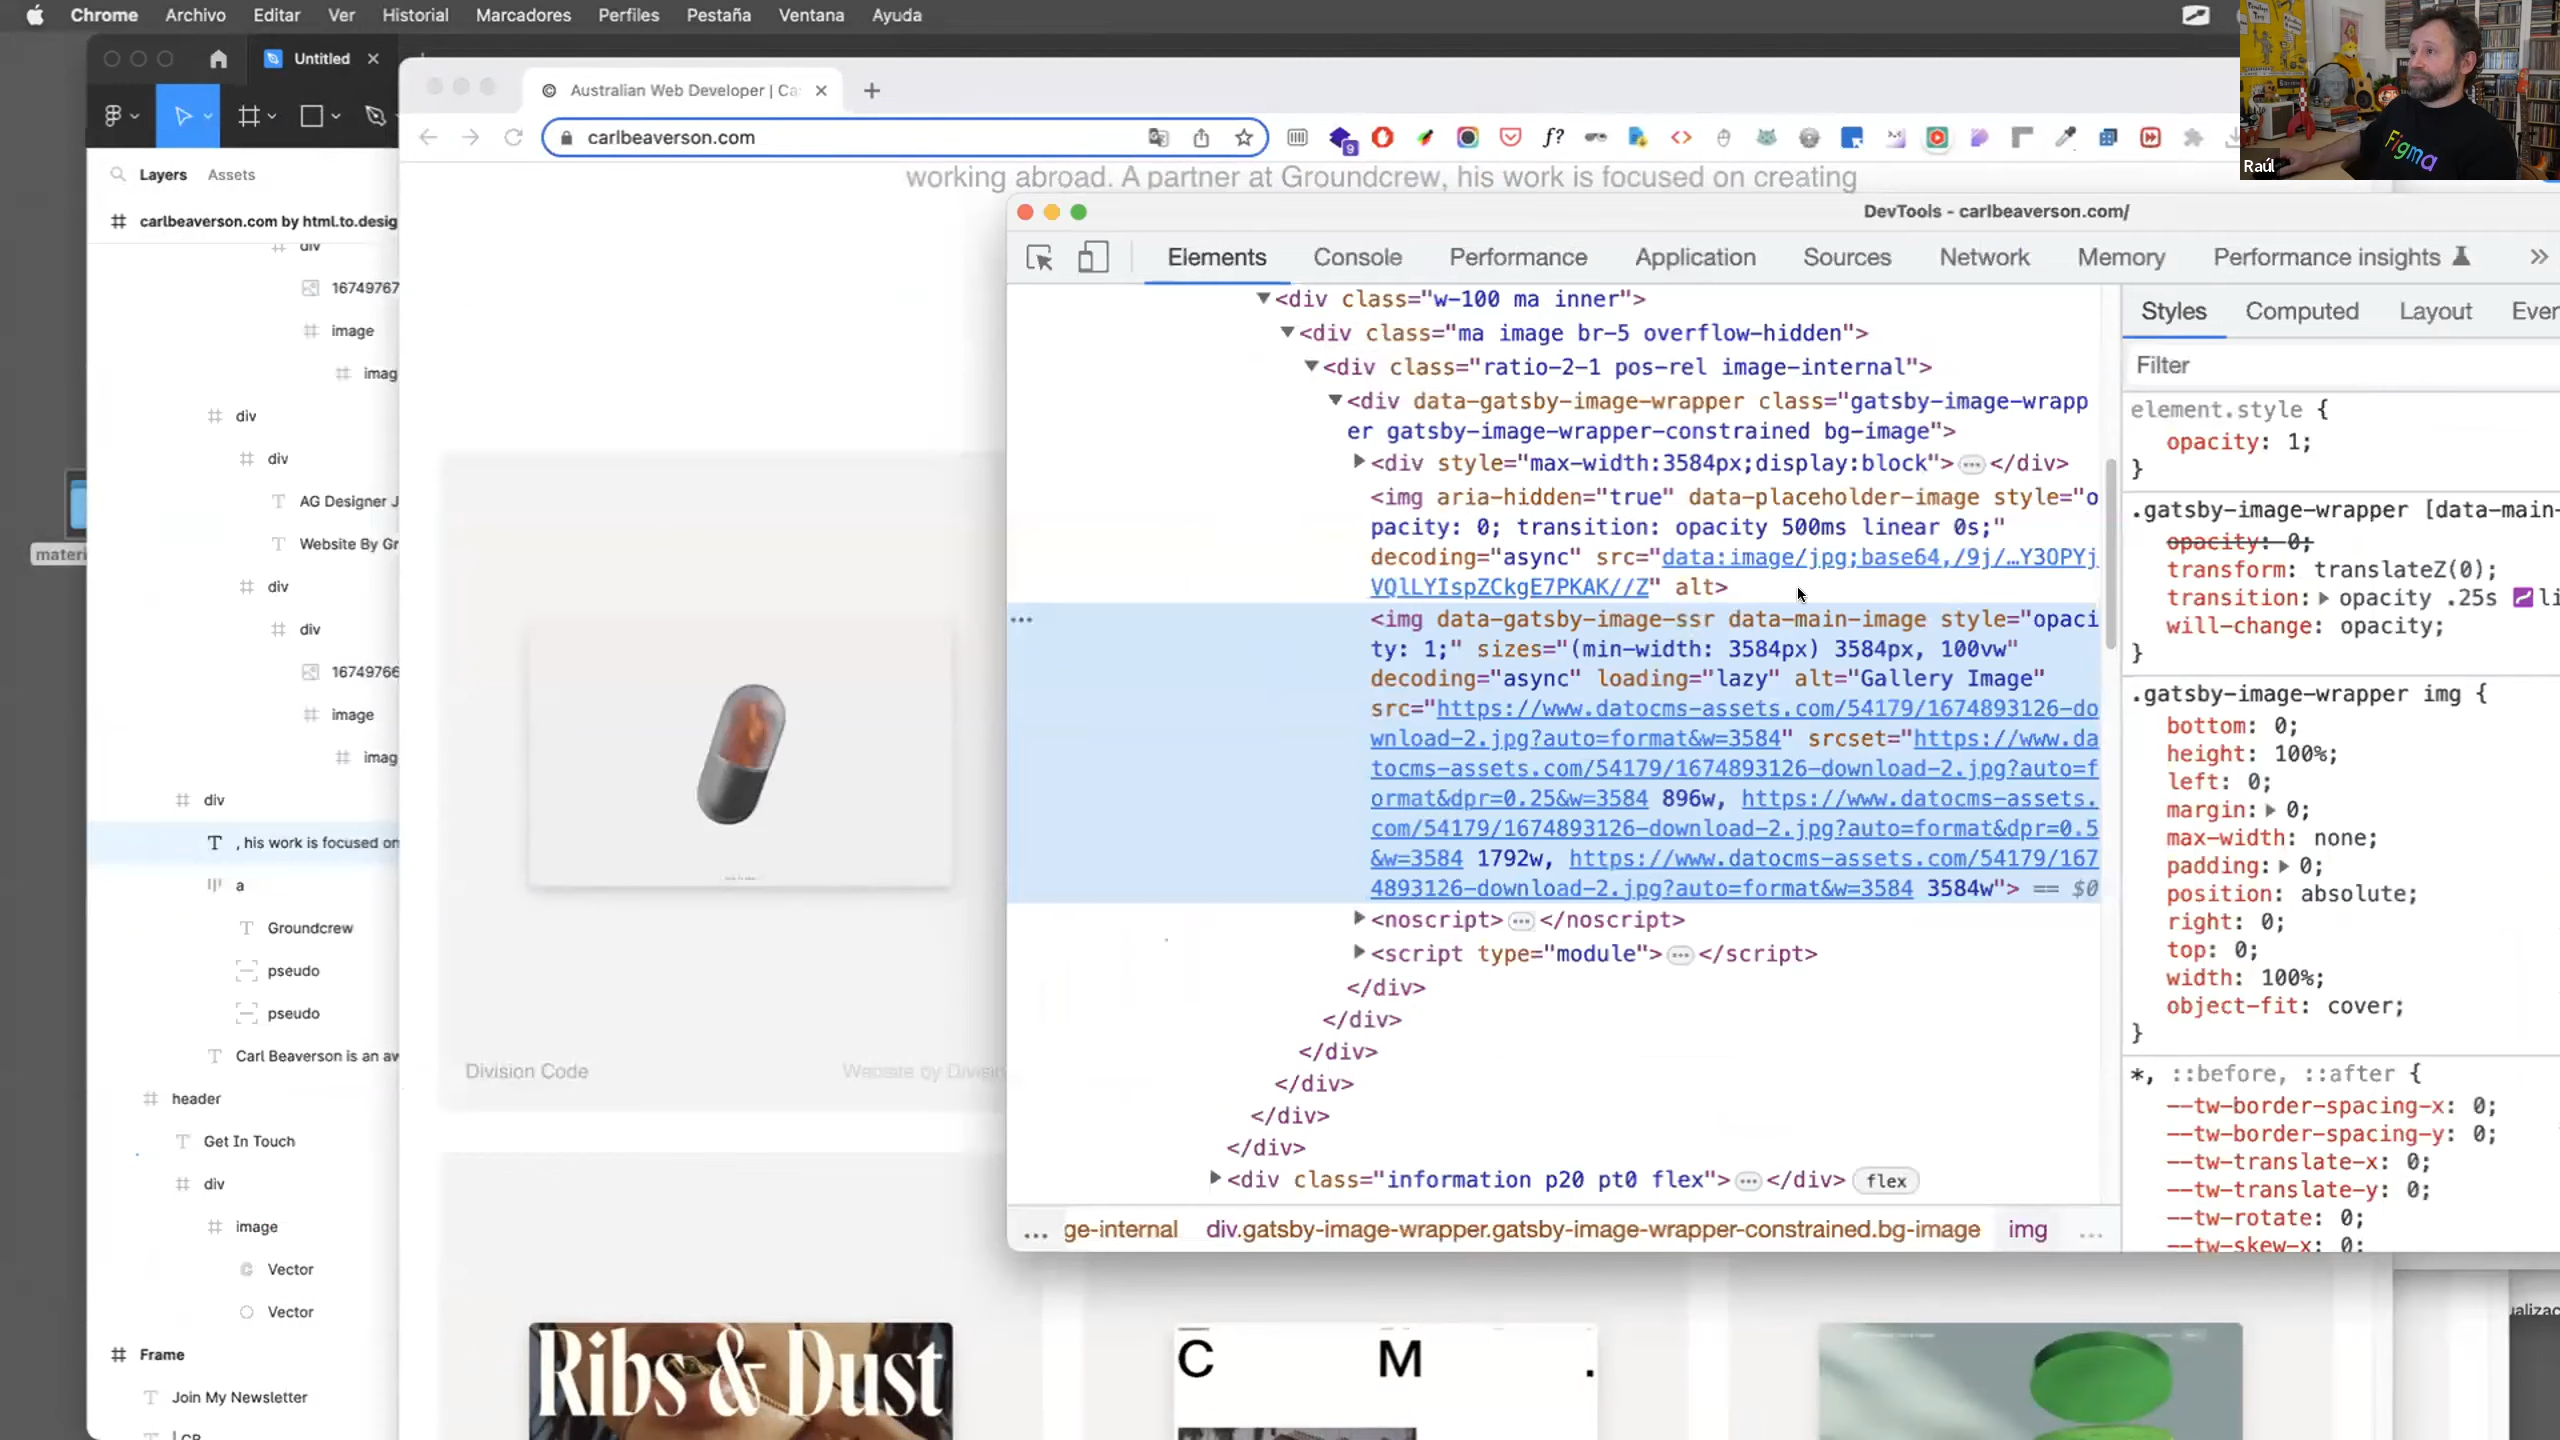 Chrome Archivo Editar Ver Historial Marcadores Perfiles Pestaña Ventana Ayuda
Untitled
Layers Assets
carlbeaverson.com by html.to.desig
div
16749767
image
imag
div
div
AG Designer J
Website By Gr
div
div
16749766
image
imag
div
, his work is focused on
a
Groundcrew
pseudo
pseudo
Carl Beaverson is an aw
header
Get In Touch
div
image
Vector
Vector
Frame
Join My Newsletter
materi
Australian Web Developer | Ca
carlbeaverson.com
9
f?
working abroad. A partner at Groundcrew, his work is focused on creating
Division Code
Website by Divisio
Ribs & Dust
C M .
DevTools - carlbeaverson.com/
Elements Console Performance Application Sources Network Memory Performance insights
<div class="w-100 ma inner">
<div class="ma image br-5 overflow-hidden">
<div class="ratio-2-1 pos-rel image-internal">
<div data-gatsby-image-wrapper class="gatsby-image-wrapp
er gatsby-image-wrapper-constrained bg-image">
<div style="max-width:3584px;display:block"> … </div>
<img aria-hidden="true" data-placeholder-image style="o
pacity: 0; transition: opacity 500ms linear 0s;"
decoding="async" src="data:image/jpg;base64,/9j/…Y3OPYj
VQlLYIspZCkgE7PKAK//Z" alt>
<img data-gatsby-image-ssr data-main-image style="opaci
ty: 1;" sizes="(min-width: 3584px) 3584px, 100vw"
decoding="async" loading="lazy" alt="Gallery Image"
src="https://www.datocms-assets.com/54179/1674893126-do
wnload-2.jpg?auto=format&w=3584" srcset="https://www.da
tocms-assets.com/54179/1674893126-download-2.jpg?auto=f
ormat&dpr=0.25&w=3584 896w, https://www.datocms-assets.
com/54179/1674893126-download-2.jpg?auto=format&dpr=0.5
&w=3584 1792w, https://www.datocms-assets.com/54179/167
4893126-download-2.jpg?auto=format&w=3584 3584w"> == $0
<noscript> … </noscript>
<script type="module"> … </script>
</div>
</div>
</div>
</div>
</div>
</div>
<div class="information p20 pt0 flex"> … </div> flex
… ge-internal div.gatsby-image-wrapper.gatsby-image-wrapper-constrained.bg-image img …
Styles Computed Layout Even
Filter
element.style {
opacity: 1;
}
.gatsby-image-wrapper [data-main-
opacity: 0;
transform: translateZ(0);
transition: opacity .25s li
will-change: opacity;
}
.gatsby-image-wrapper img {
bottom: 0;
height: 100%;
left: 0;
margin: 0;
max-width: none;
padding: 0;
position: absolute;
right: 0;
top: 0;
width: 100%;
object-fit: cover;
}
*, ::before, ::after {
--tw-border-spacing-x: 0;
--tw-border-spacing-y: 0;
--tw-translate-x: 0;
--tw-translate-y: 0;
--tw-rotate: 0;
--tw-skew-x: 0;
Raúl
Figma
ualizac